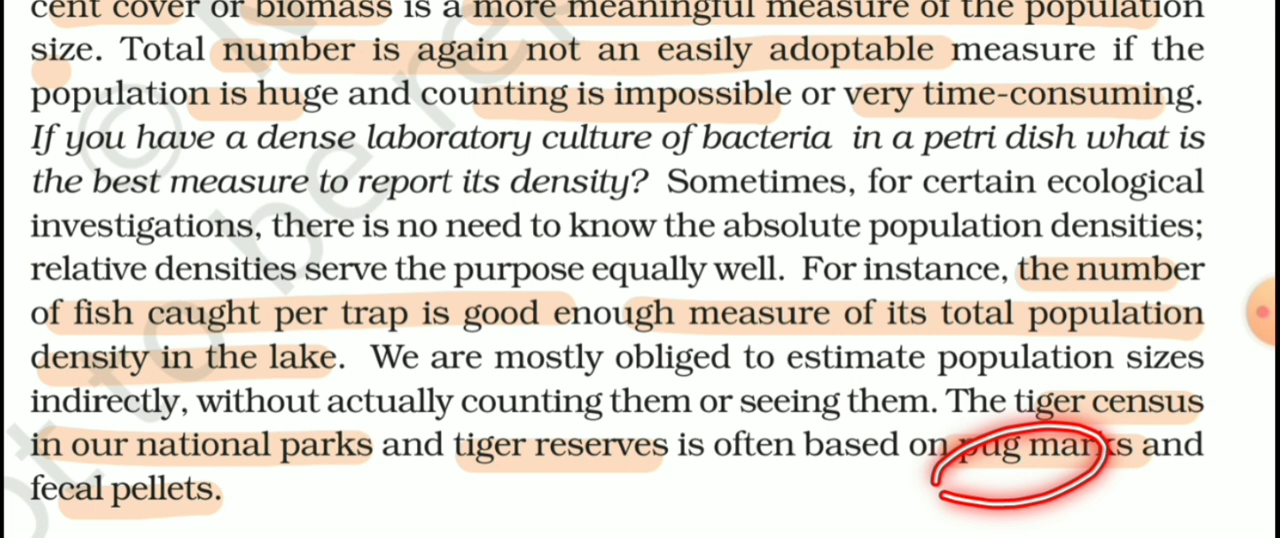 cent cover or biomass is a more meaningful measure of the population
size. Total number is again not an easily adoptable measure if the
population is huge and counting is impossible or very time-consuming.
If you have a dense laboratory culture of bacteria in a petri dish what is
the best measure to report its density? Sometimes, for certain ecological
investigations, there is no need to know the absolute population densities;
relative densities serve the purpose equally well. For instance, the number
of fish caught per trap is good enough measure of its total population
density in the lake. We are mostly obliged to estimate population sizes
indirectly, without actually counting them or seeing them. The tiger census
in our national parks and tiger reserves is often based on pug marks and
fecal pellets.